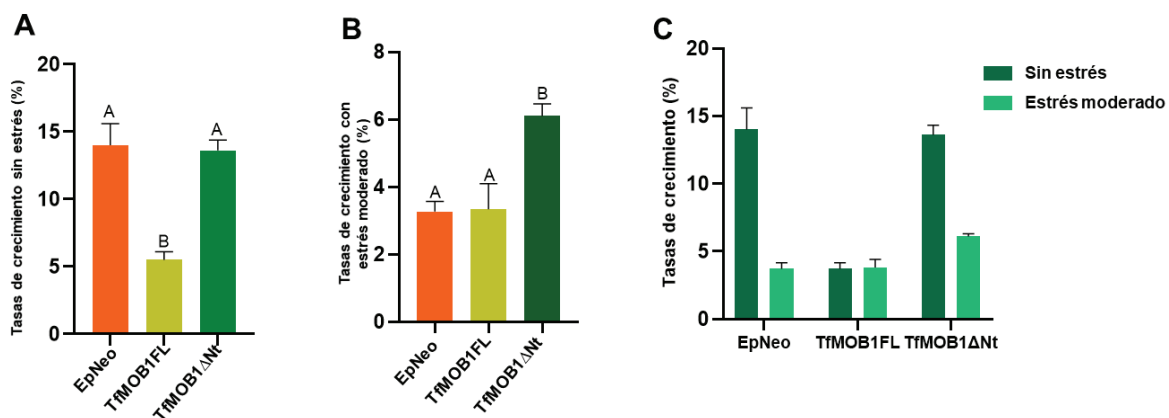 A
Tasas de crecimiento sin estrés (%)
20
15
10
5
0
A
B
A
EpNeo
TfMOB1FL
TfMOB1ΔNt
B
Tasas de crecimiento con
estrés moderado (%)
8
6
4
2
0
A
A
B
EpNeo
TfMOB1FL
TfMOB1ΔNt
C
Tasas de crecimiento (%)
20
15
10
5
0
EpNeo
TfMOB1FL
TfMOB1ΔNt
Sin estrés
Estrés moderado